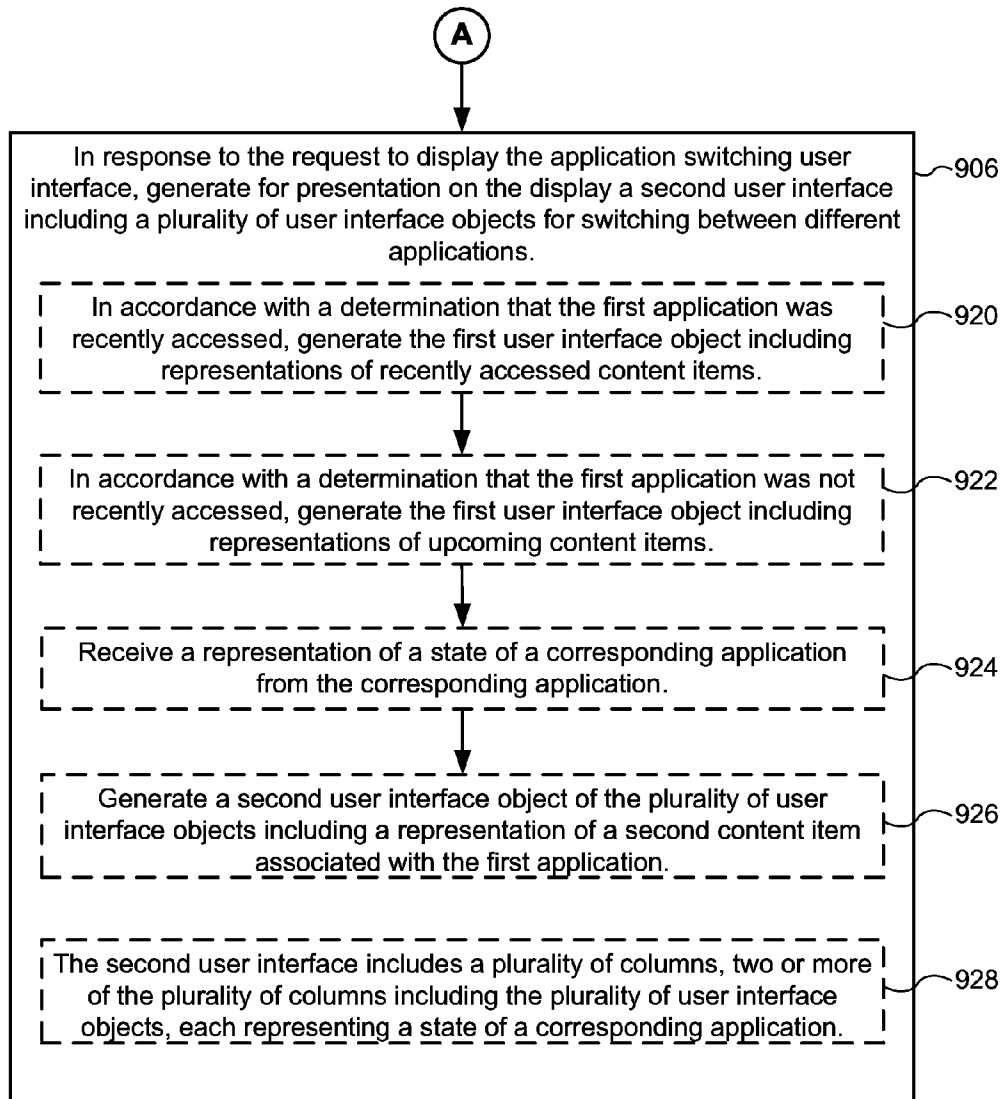 A
In response to the request to display the application switching user
interface, generate for presentation on the display a second user interface
including a plurality of user interface objects for switching between different
applications.
906
In accordance with a determination that the first application was
recently accessed, generate the first user interface object including
representations of recently accessed content items.
920
In accordance with a determination that the first application was not
recently accessed, generate the first user interface object including
representations of upcoming content items.
922
Receive a representation of a state of a corresponding application
from the corresponding application.
924
Generate a second user interface object of the plurality of user
interface objects including a representation of a second content item
associated with the first application.
926
The second user interface includes a plurality of columns, two or more
of the plurality of columns including the plurality of user interface
objects, each representing a state of a corresponding application.
928